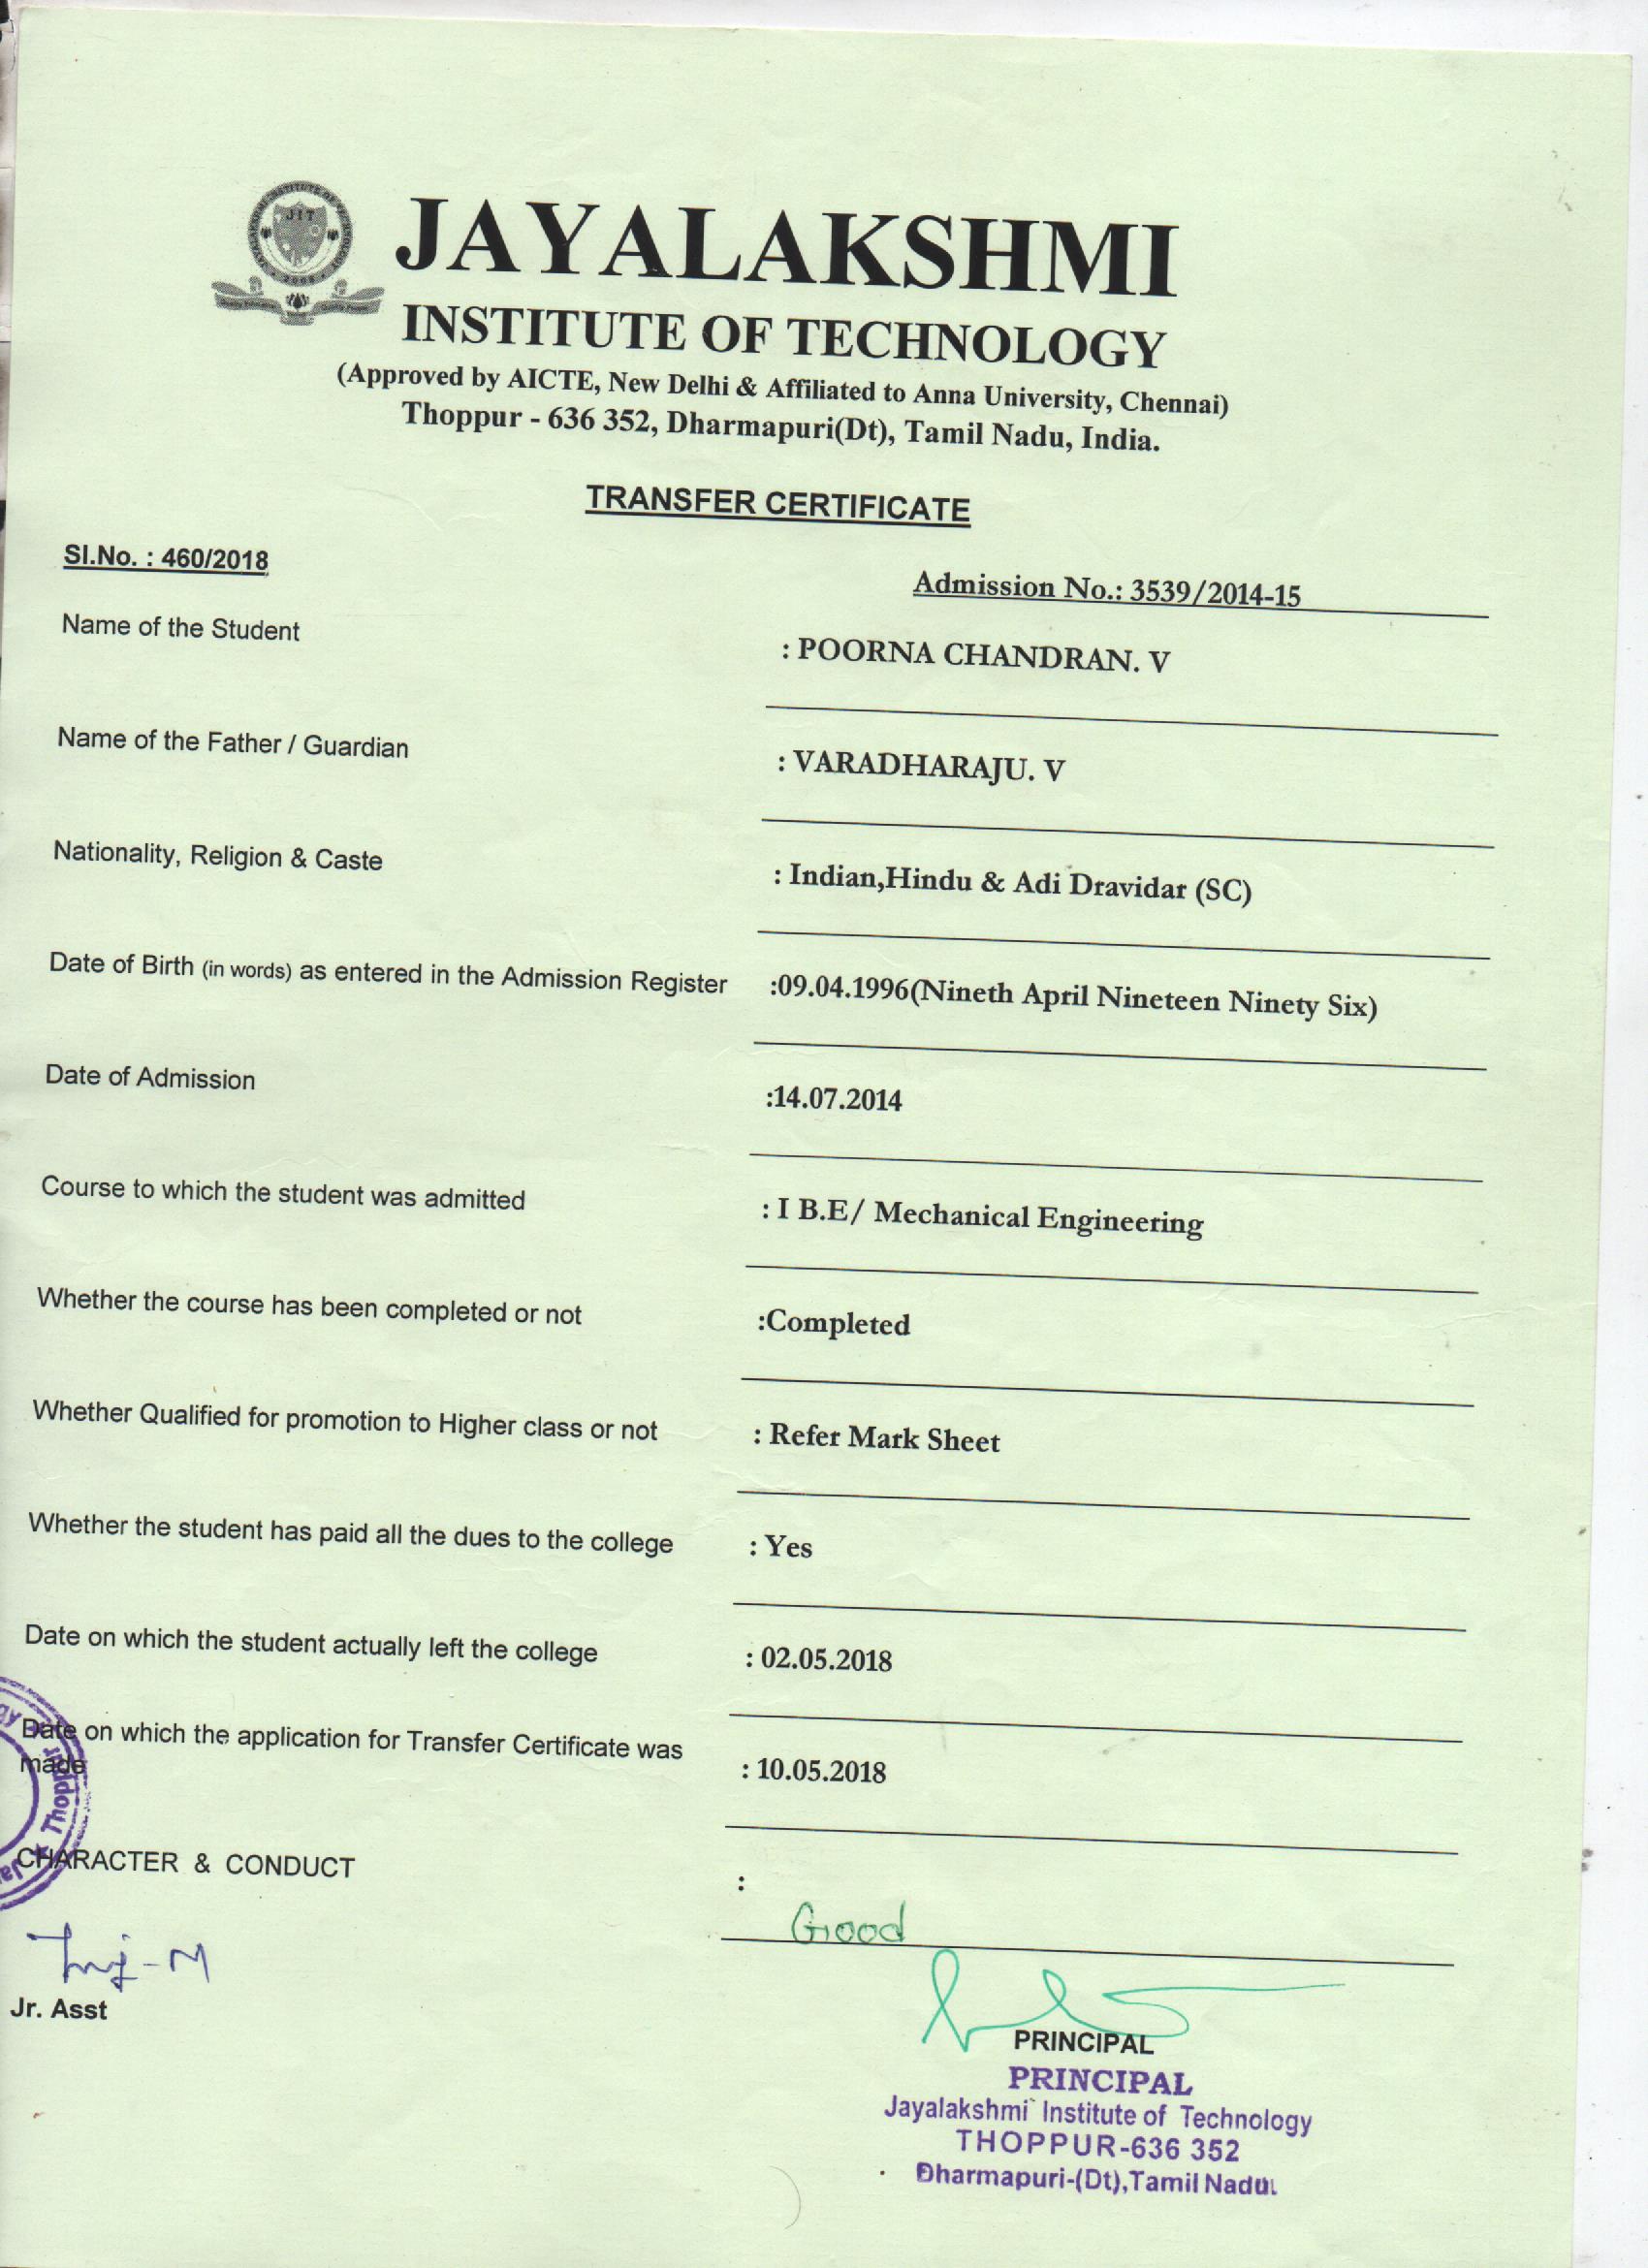 JIT
JAYALAKSHMI
INSTITUTE OF TECHNOLOGY
(Approved by AICTE, New Delhi & Affiliated to Anna University, Chennai)
Thoppur - 636 352, Dharmapuri(Dt), Tamil Nadu, India.
TRANSFER CERTIFICATE
Sl.No. : 460/2018
Admission No.: 3539/2014-15
Name of the Student : POORNA CHANDRAN. V
Name of the Father / Guardian : VARADHARAJU. V
Nationality, Religion & Caste : Indian,Hindu & Adi Dravidar (SC)
Date of Birth (in words) as entered in the Admission Register :09.04.1996(Nineth April Nineteen Ninety Six)
Date of Admission :14.07.2014
Course to which the student was admitted : I B.E/ Mechanical Engineering
Whether the course has been completed or not :Completed
Whether Qualified for promotion to Higher class or not : Refer Mark Sheet
Whether the student has paid all the dues to the college : Yes
Date on which the student actually left the college : 02.05.2018
Date on which the application for Transfer Certificate was
made : 10.05.2018
CHARACTER & CONDUCT :
Good
Jr. Asst
PRINCIPAL
PRINCIPAL
Jayalakshmi Institute of Technology
THOPPUR-636 352
Dharmapuri-(Dt),Tamil Nadu.